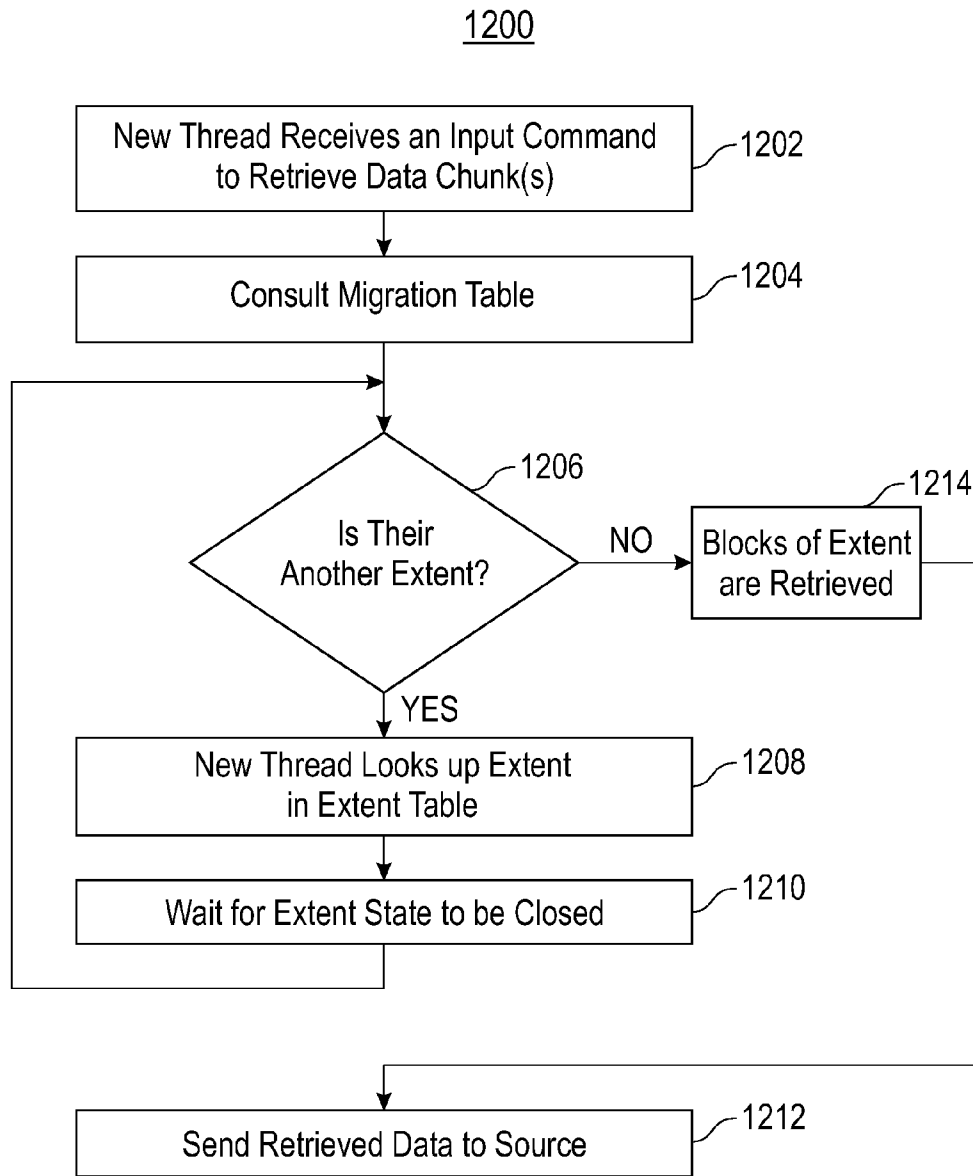 1200
New Thread Receives an Input Command
to Retrieve Data Chunk(s)
1202
Consult Migration Table
1204
Is Their
Another Extent?
1206
NO
Blocks of Extent
are Retrieved
1214
YES
New Thread Looks up Extent
in Extent Table
1208
Wait for Extent State to be Closed
1210
Send Retrieved Data to Source
1212